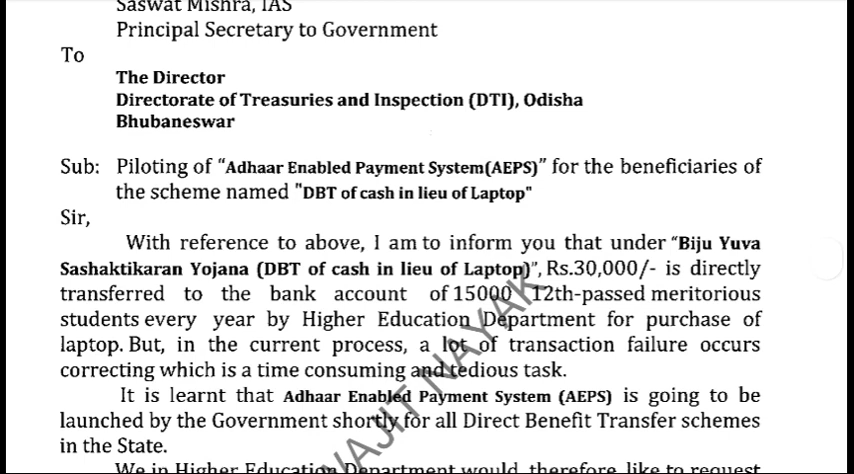 Saswat Mishra, IAS
Principal Secretary to Government
To
The Director
Directorate of Treasuries and Inspection (DTI), Odisha
Bhubaneswar
Sub: Piloting of “Adhaar Enabled Payment System(AEPS)” for the beneficiaries of
the scheme named "DBT of cash in lieu of Laptop"
Sir,
With reference to above, I am to inform you that under “Biju Yuva
Sashaktikaran Yojana (DBT of cash in lieu of Laptop)”, Rs.30,000/- is directly
transferred to the bank account of 15000 12th-passed meritorious
students every year by Higher Education Department for purchase of
laptop. But, in the current process, a lot of transaction failure occurs
correcting which is a time consuming and tedious task.
It is learnt that Adhaar Enabled Payment System (AEPS) is going to be
launched by the Government shortly for all Direct Benefit Transfer schemes
in the State.
We in Higher Education Department would, therefore, like to request
WAJIT NAYAK